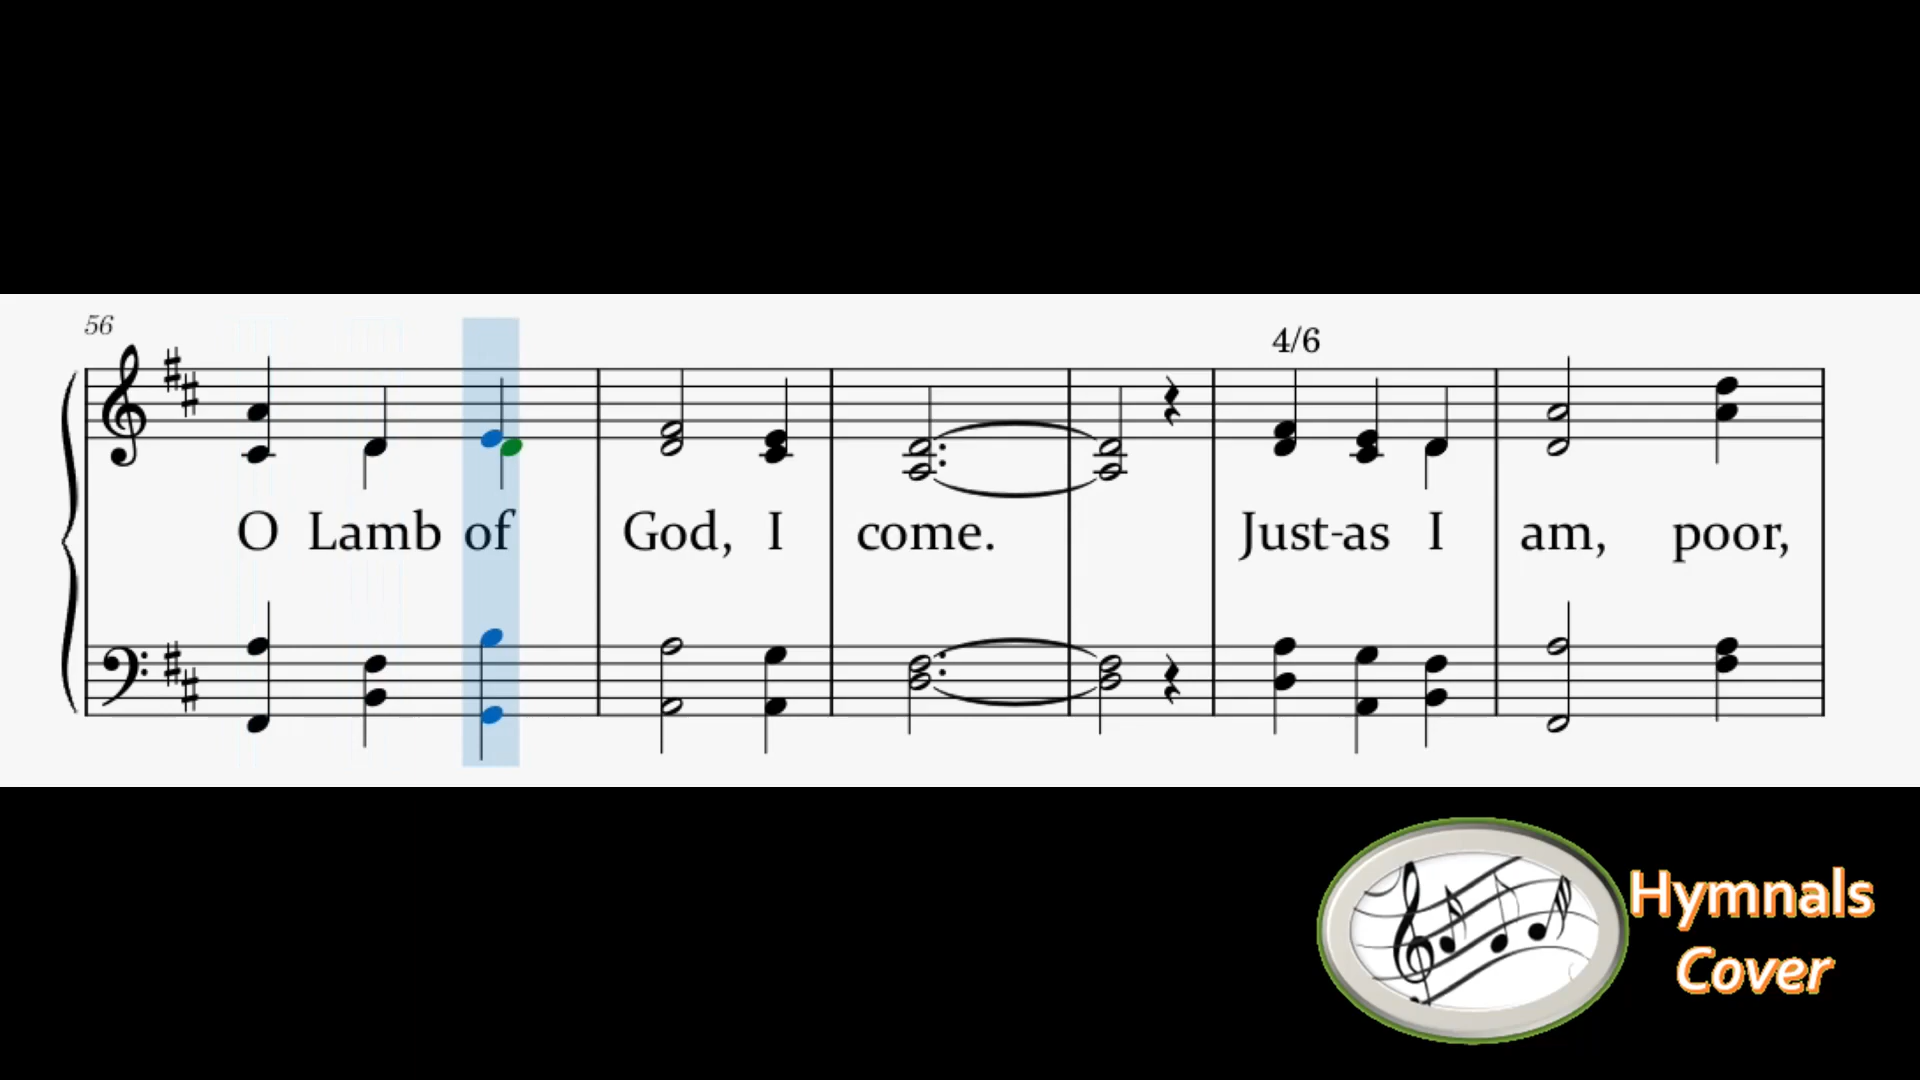 56
4/6
O Lamb of God, I come. Just-as I am, poor,
Hymnals
Cover